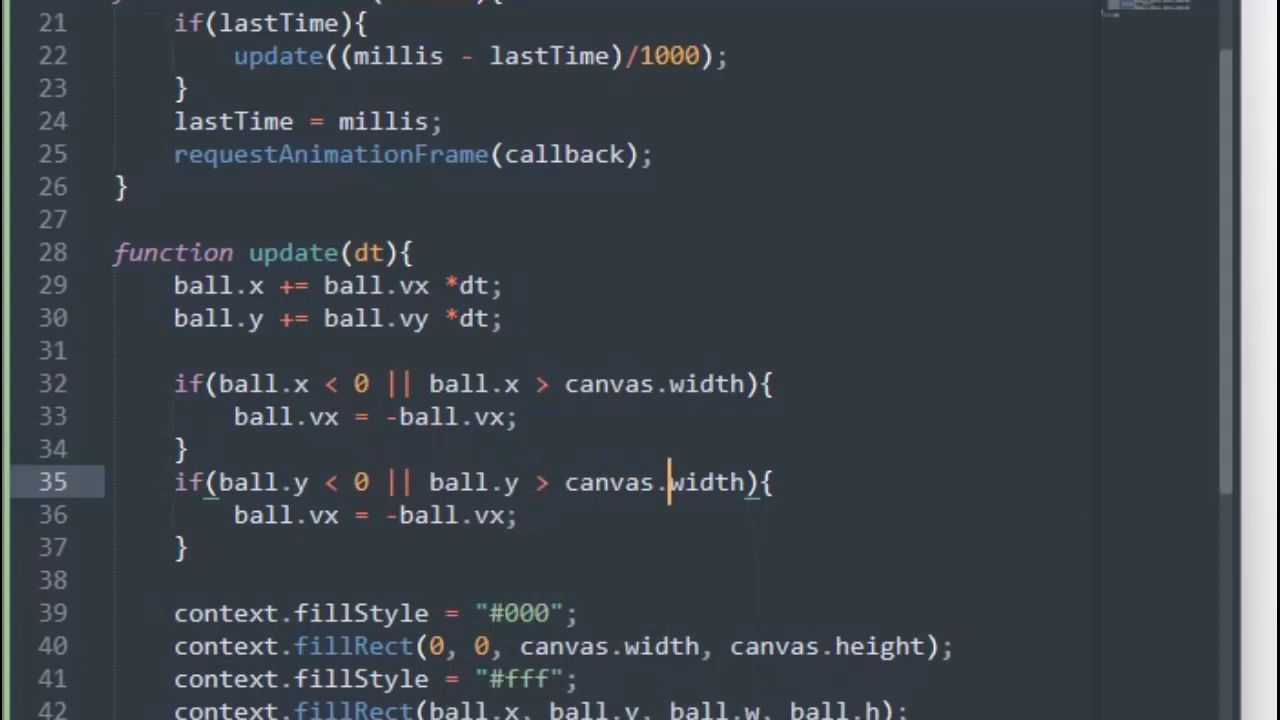 21 if(lastTime){
22 update((millis - lastTime)/1000);
23 }
24 lastTime = millis;
25 requestAnimationFrame(callback);
26 }
27
28 function update(dt){
29 ball.x += ball.vx *dt;
30 ball.y += ball.vy *dt;
31
32 if(ball.x < 0 || ball.x > canvas.width){
33 ball.vx = -ball.vx;
34 }
35 if(ball.y < 0 || ball.y > canvas.width){
36 ball.vx = -ball.vx;
37 }
38
39 context.fillStyle = "#000";
40 context.fillRect(0, 0, canvas.width, canvas.height);
41 context.fillStyle = "#fff";
42 context.fillRect(ball.x, ball.y, ball.w, ball.h);